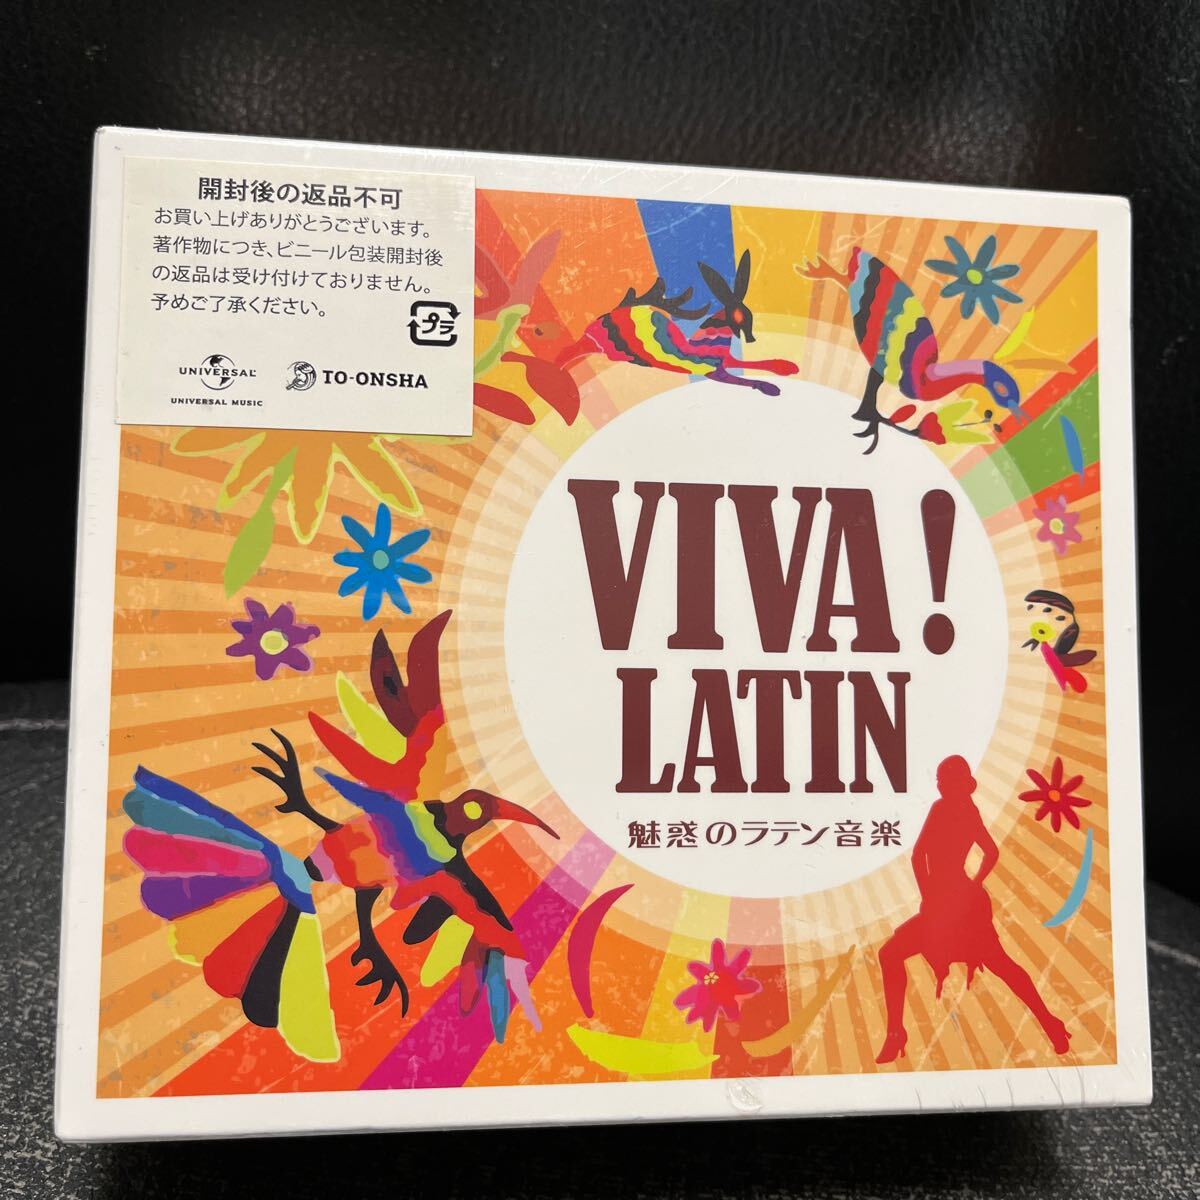 開封後の返品不可
お買い上げありがとうございます。
著作物につき、ビニール包装開封後
の返品は受け付けておりません。
予めご了承ください。
プラ
UNIVERSAL
UNIVERSAL MUSIC
TO-ONSHA
VIVA!
LATIN
魅惑のラテン音楽